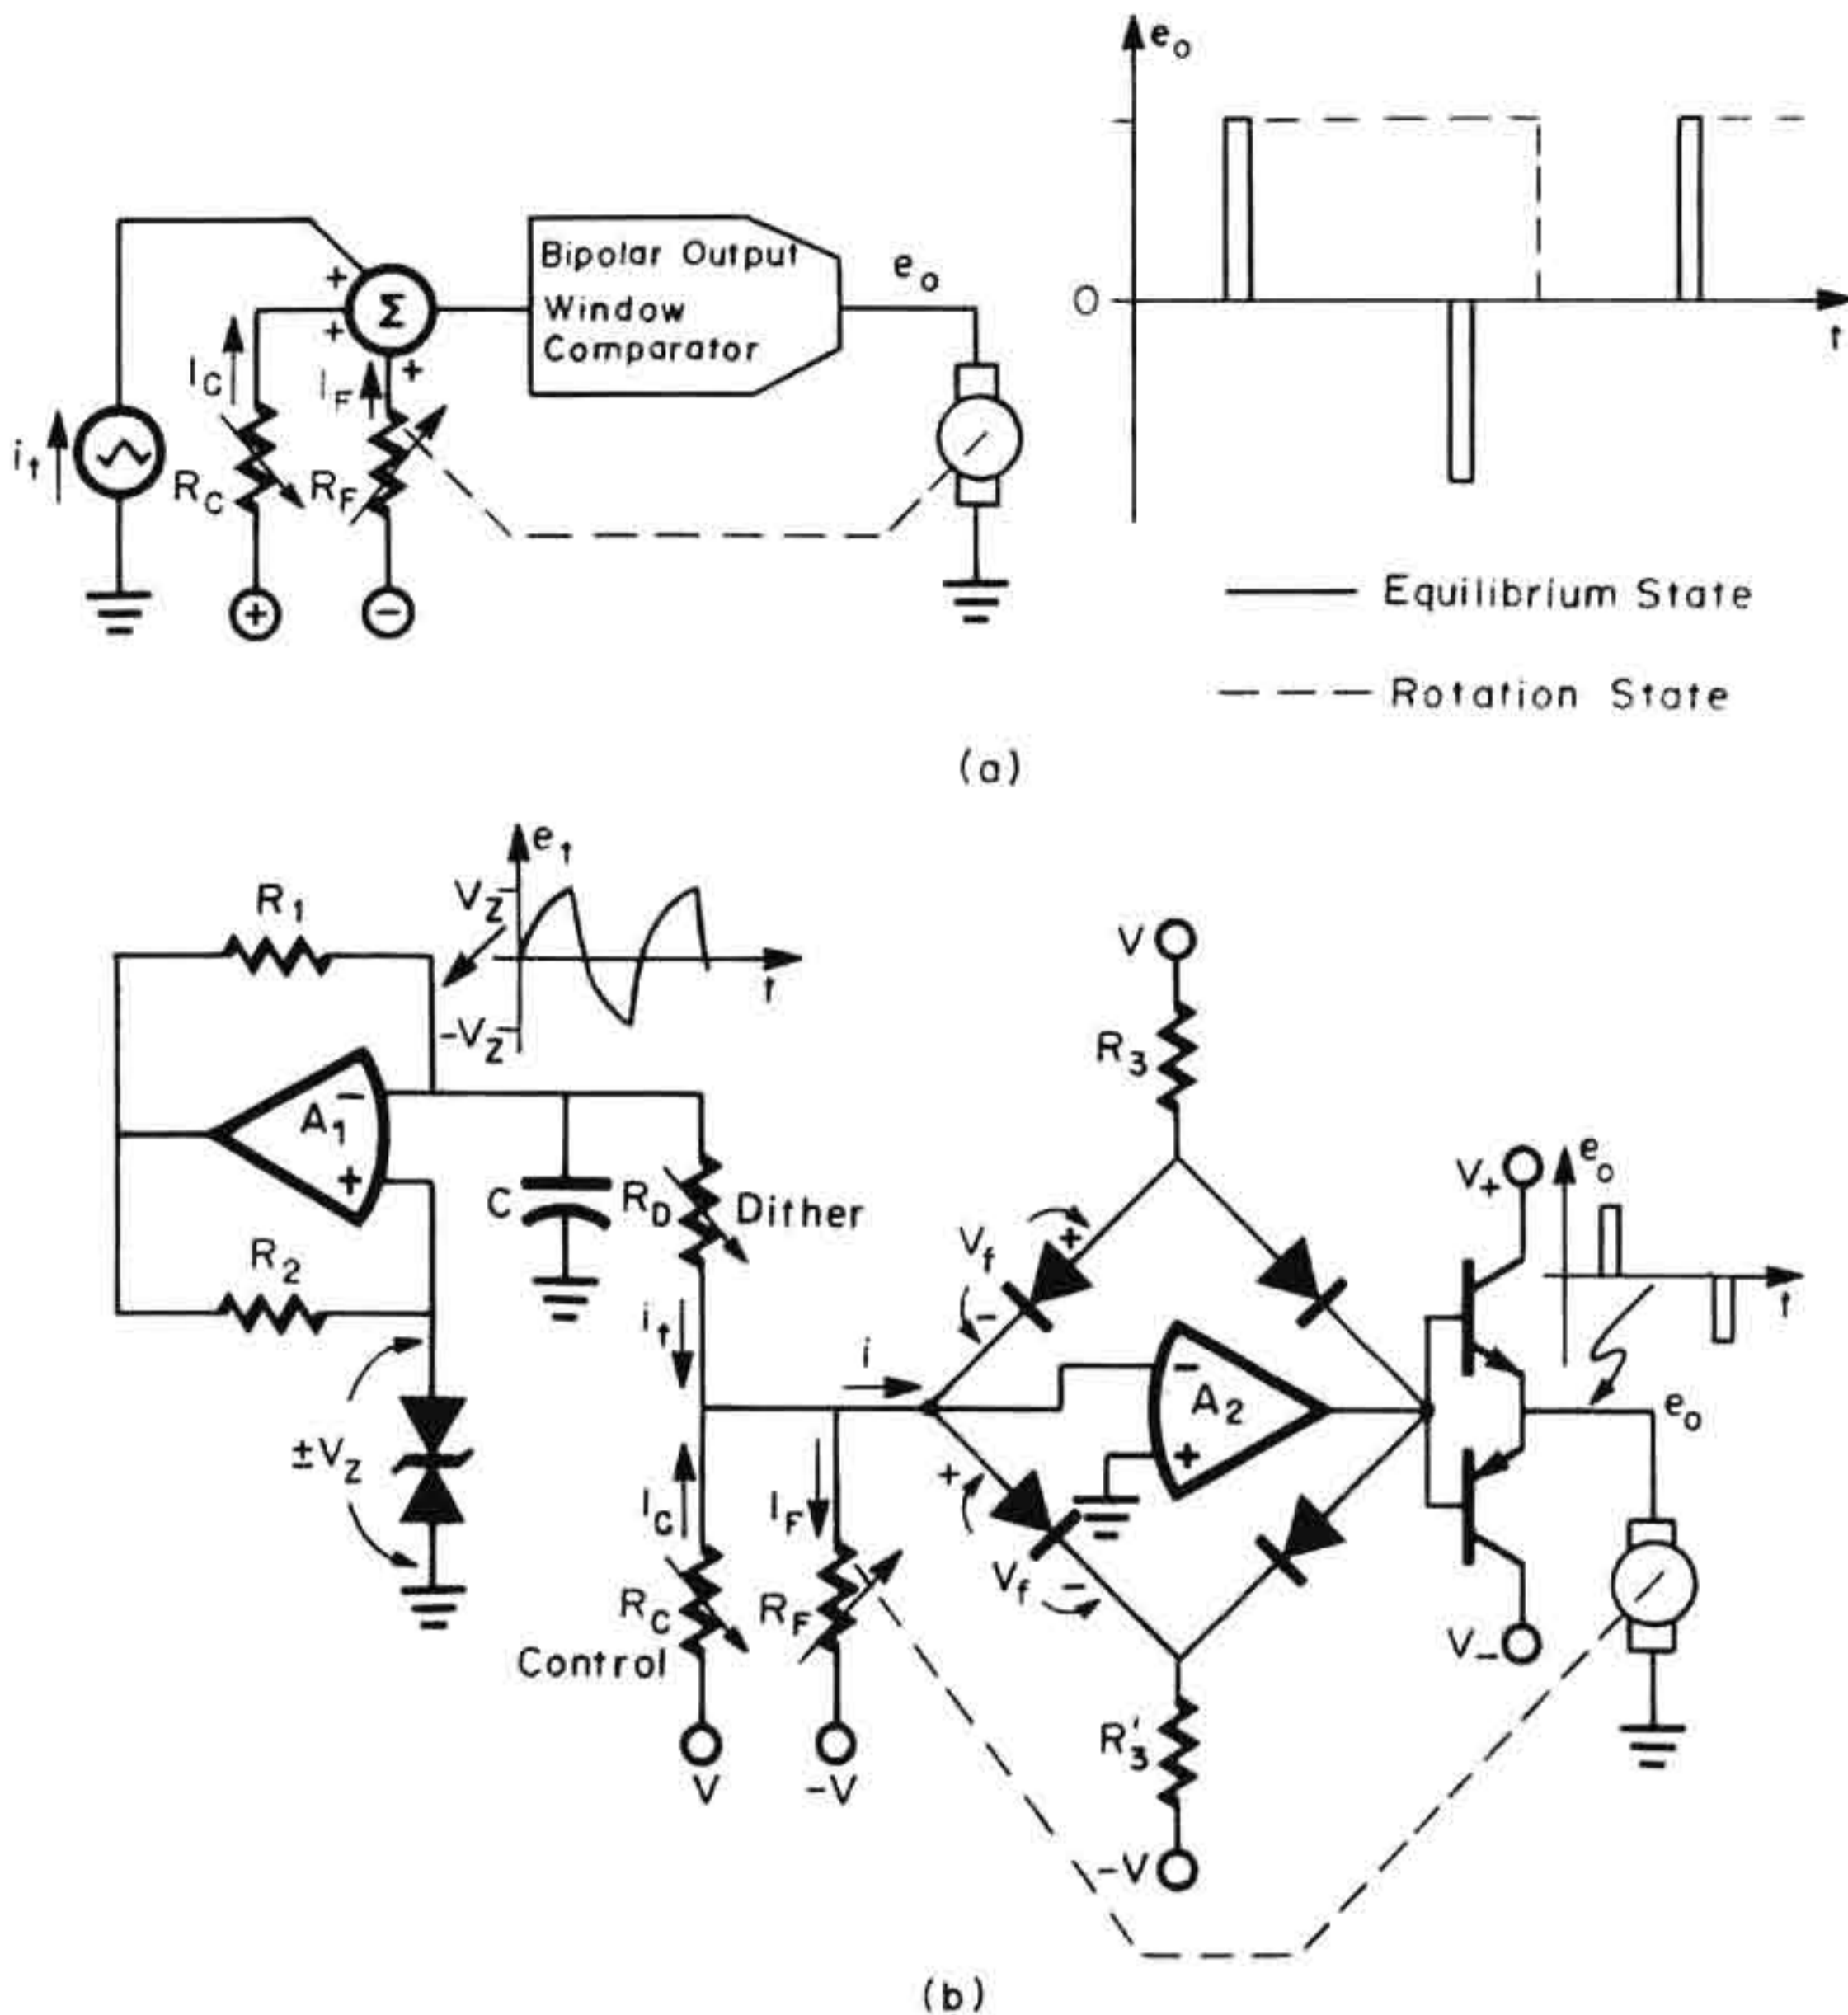 e₀
Bipolar Output
Window
Comparator
e₀
0
t
+
+
+
Σ
I_C
I_F
i_t
R_C
R_F
+
−
Equilibrium State
Rotation State
(a)
e_t
V_Z
-V_Z
t
R₁
A₁
−
+
C
R_D
Dither
R₂
±V_Z
i_t
i
I_C
I_F
R_C
Control
R_F
V
-V
V
R₃
V_f
+
−
A₂
−
+
+
V_f
−
R₃'
-V
V₊
e₀
t
e₀
V₋
(b)